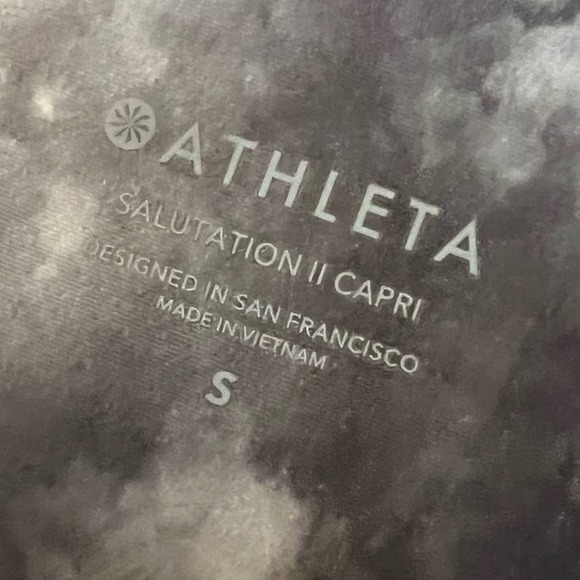 ATHLETA
SALUTATION II CAPRI
DESIGNED IN SAN FRANCISCO
MADE IN VIETNAM
S